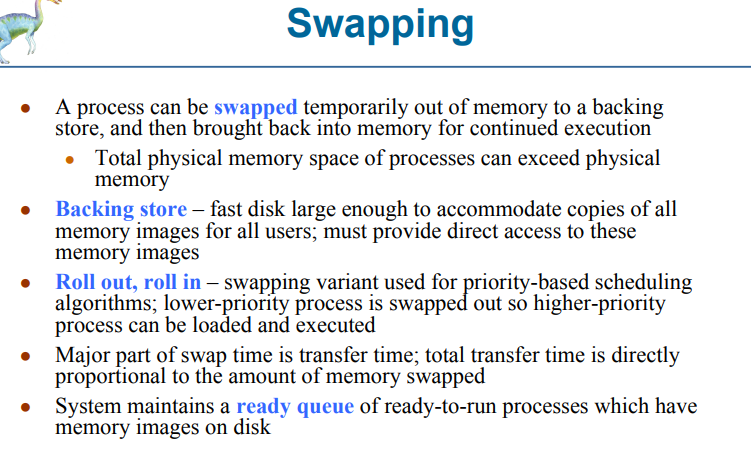 Swapping
• A process can be swapped temporarily out of memory to a backing
store, and then brought back into memory for continued execution
• Total physical memory space of processes can exceed physical
memory
• Backing store – fast disk large enough to accommodate copies of all
memory images for all users; must provide direct access to these
memory images
• Roll out, roll in – swapping variant used for priority-based scheduling
algorithms; lower-priority process is swapped out so higher-priority
process can be loaded and executed
• Major part of swap time is transfer time; total transfer time is directly
proportional to the amount of memory swapped
• System maintains a ready queue of ready-to-run processes which have
memory images on disk